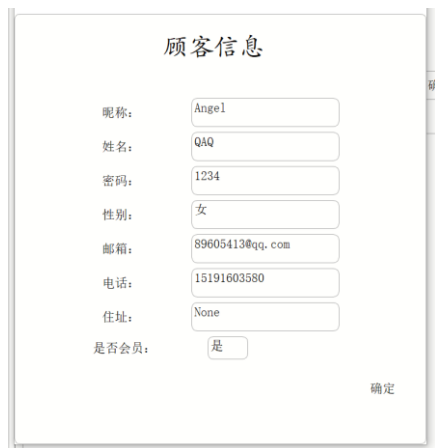 顾客信息
昵称： Angel
姓名： QAQ
密码： 1234
性别： 女
邮箱： 89605413@qq.com
电话： 15191603580
住址： None
是否会员： 是
确定